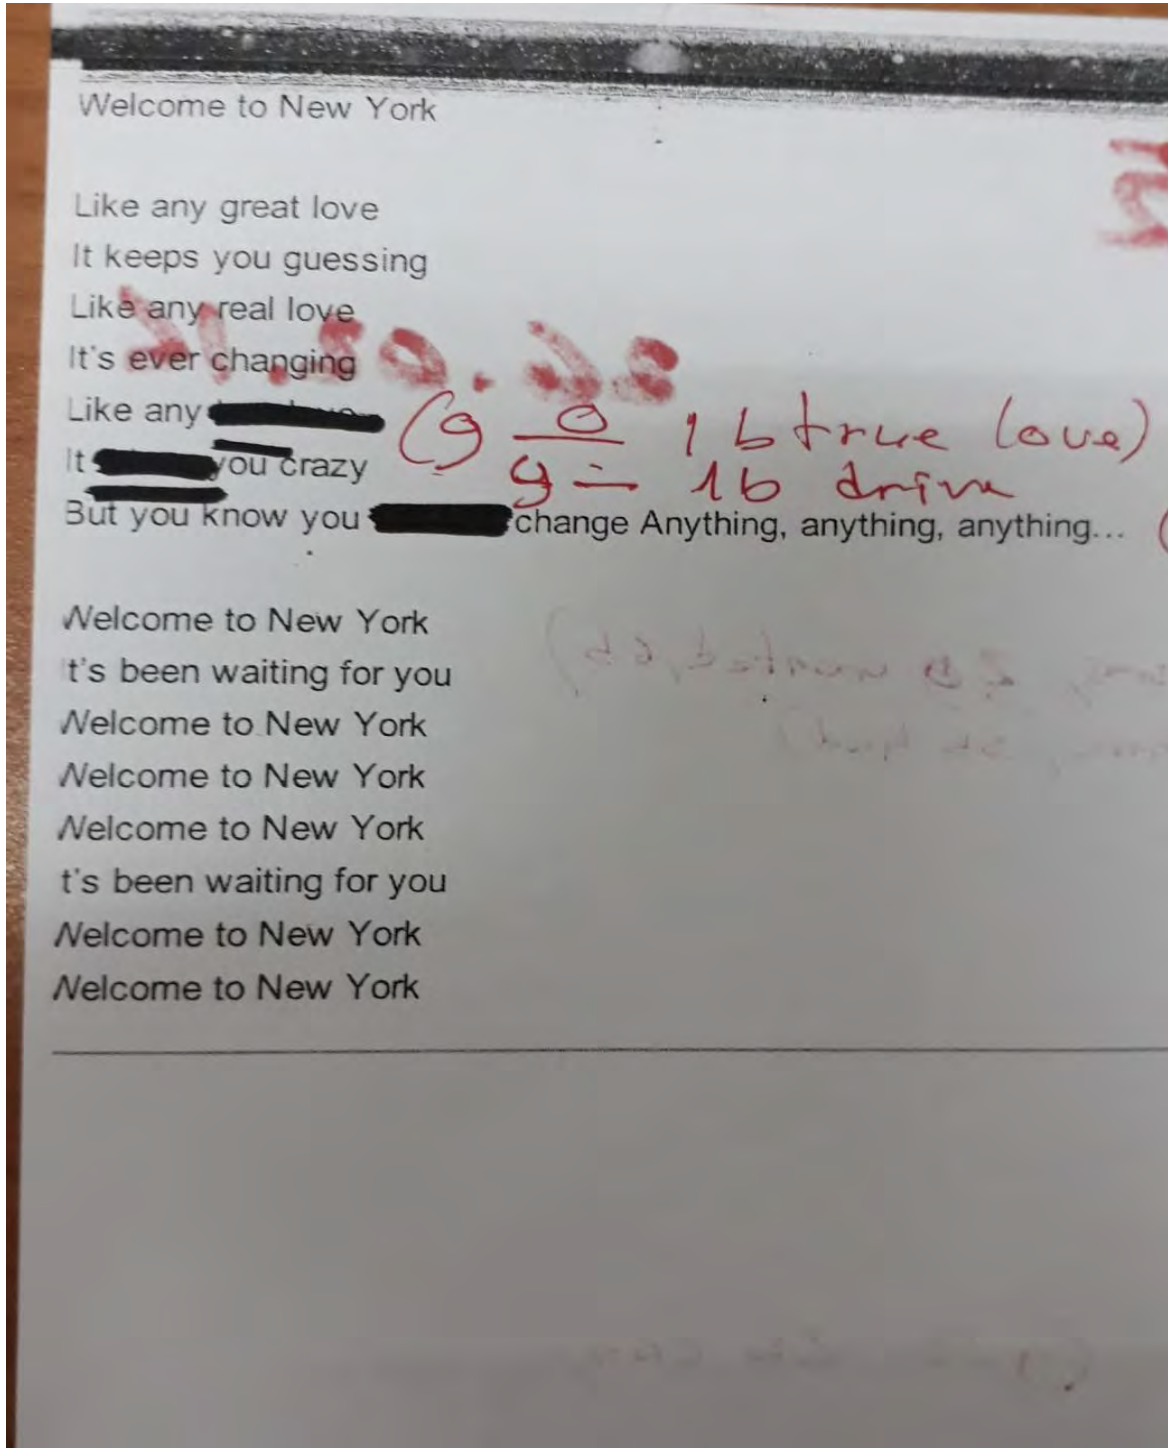 Welcome to New York
Like any great love
It keeps you guessing
Like any real love
It's ever changing
Like any
(9 0 1 b true love)
It you crazy
9 = 1b drive
But you know you change Anything, anything, anything...
Welcome to New York
t's been waiting for you
Welcome to New York
Welcome to New York
Welcome to New York
t's been waiting for you
Welcome to New York
Welcome to New York